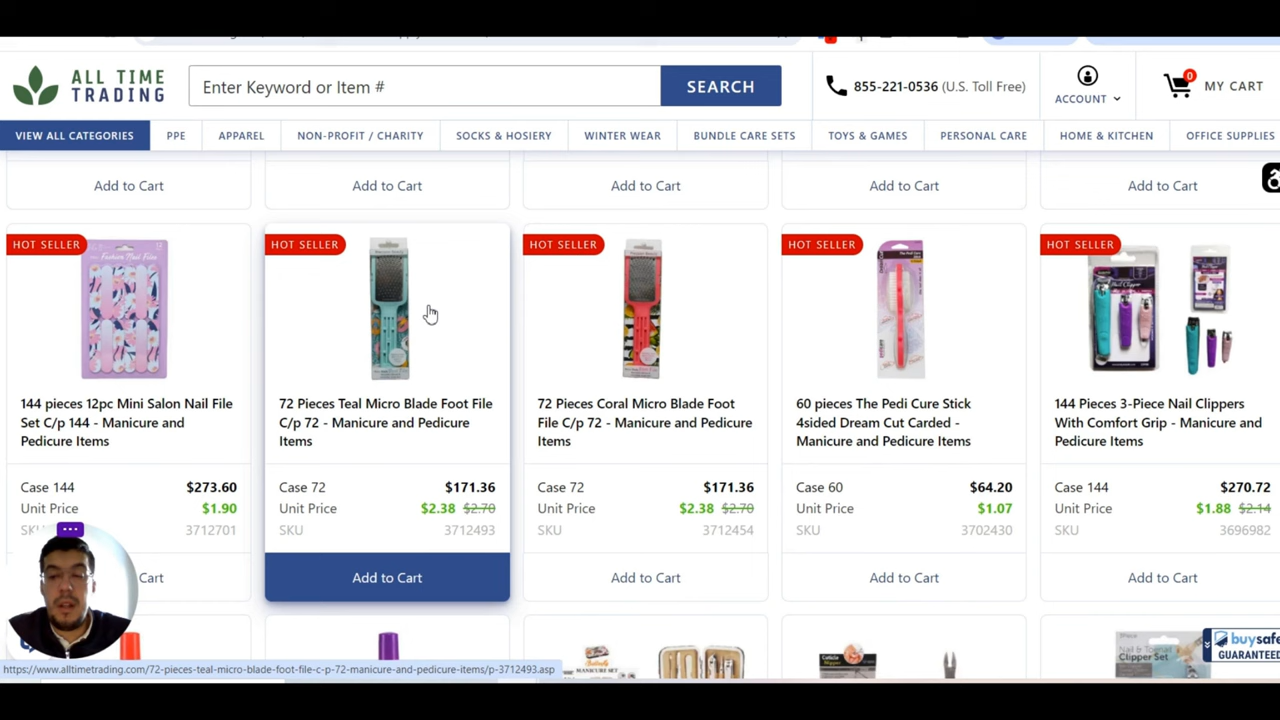 ALL TIME
TRADING
Enter Keyword or Item #
SEARCH
855-221-0536 (U.S. Toll Free)
ACCOUNT
0
MY CART
VIEW ALL CATEGORIES
PPE
APPAREL
NON-PROFIT / CHARITY
SOCKS & HOSIERY
WINTER WEAR
BUNDLE CARE SETS
TOYS & GAMES
PERSONAL CARE
HOME & KITCHEN
OFFICE SUPPLIES
Add to Cart
Add to Cart
Add to Cart
Add to Cart
Add to Cart
HOT SELLER
144 pieces 12pc Mini Salon Nail File
Set C/p 144 - Manicure and
Pedicure Items
Case 144 $273.60
Unit Price $1.90
SKU 3712701
Cart
HOT SELLER
72 Pieces Teal Micro Blade Foot File
C/p 72 - Manicure and Pedicure
Items
Case 72 $171.36
Unit Price $2.38 $2.70
SKU 3712493
Add to Cart
HOT SELLER
72 Pieces Coral Micro Blade Foot
File C/p 72 - Manicure and Pedicure
Items
Case 72 $171.36
Unit Price $2.38 $2.70
SKU 3712454
Add to Cart
HOT SELLER
60 pieces The Pedi Cure Stick
4sided Dream Cut Carded -
Manicure and Pedicure Items
Case 60 $64.20
Unit Price $1.07
SKU 3702430
Add to Cart
HOT SELLER
144 Pieces 3-Piece Nail Clippers
With Comfort Grip - Manicure and
Pedicure Items
Case 144 $270.72
Unit Price $1.88 $2.14
SKU 3696982
Add to Cart
buysafe
GUARANTEED
https://www.alltimetrading.com/72-pieces-teal-micro-blade-foot-file-c-p-72-manicure-and-pedicure-items/p-3712493.asp